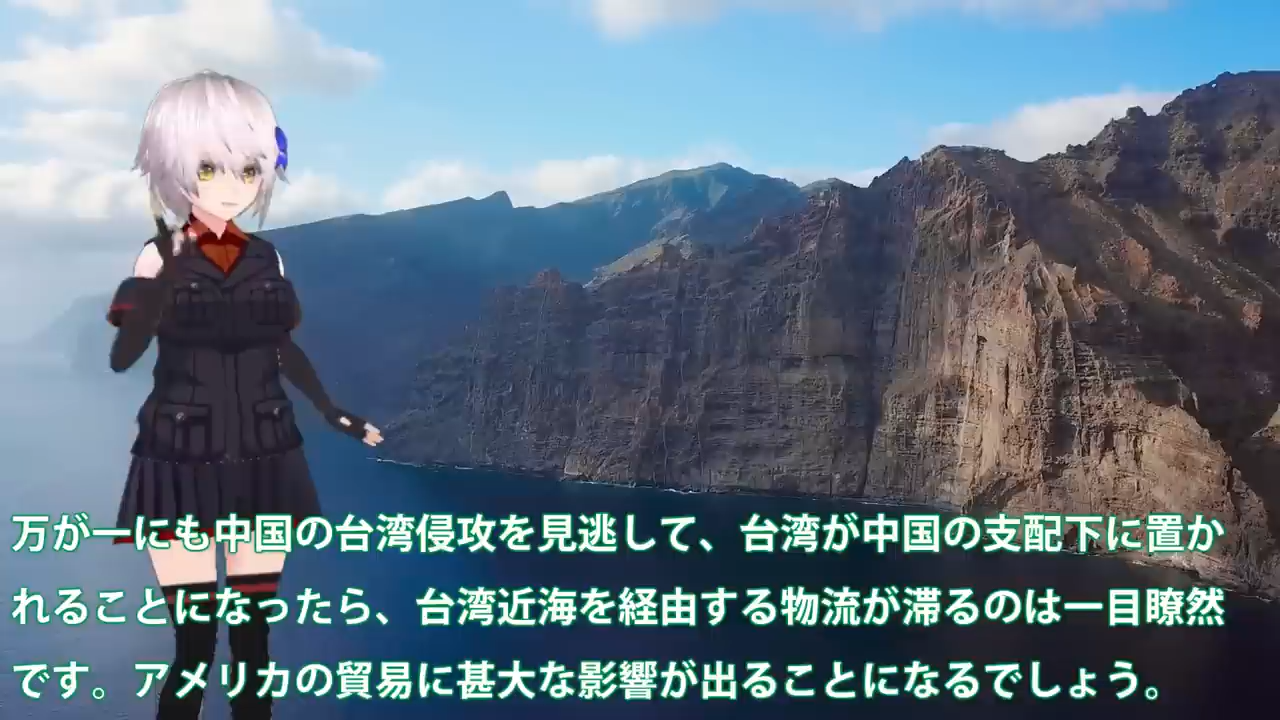 万が一にも中国の台湾侵攻を見逃して、台湾が中国の支配下に置か
れることになったら、台湾近海を経由する物流が滞るのは一目瞭然
です。アメリカの貿易に甚大な影響が出ることになるでしょう。